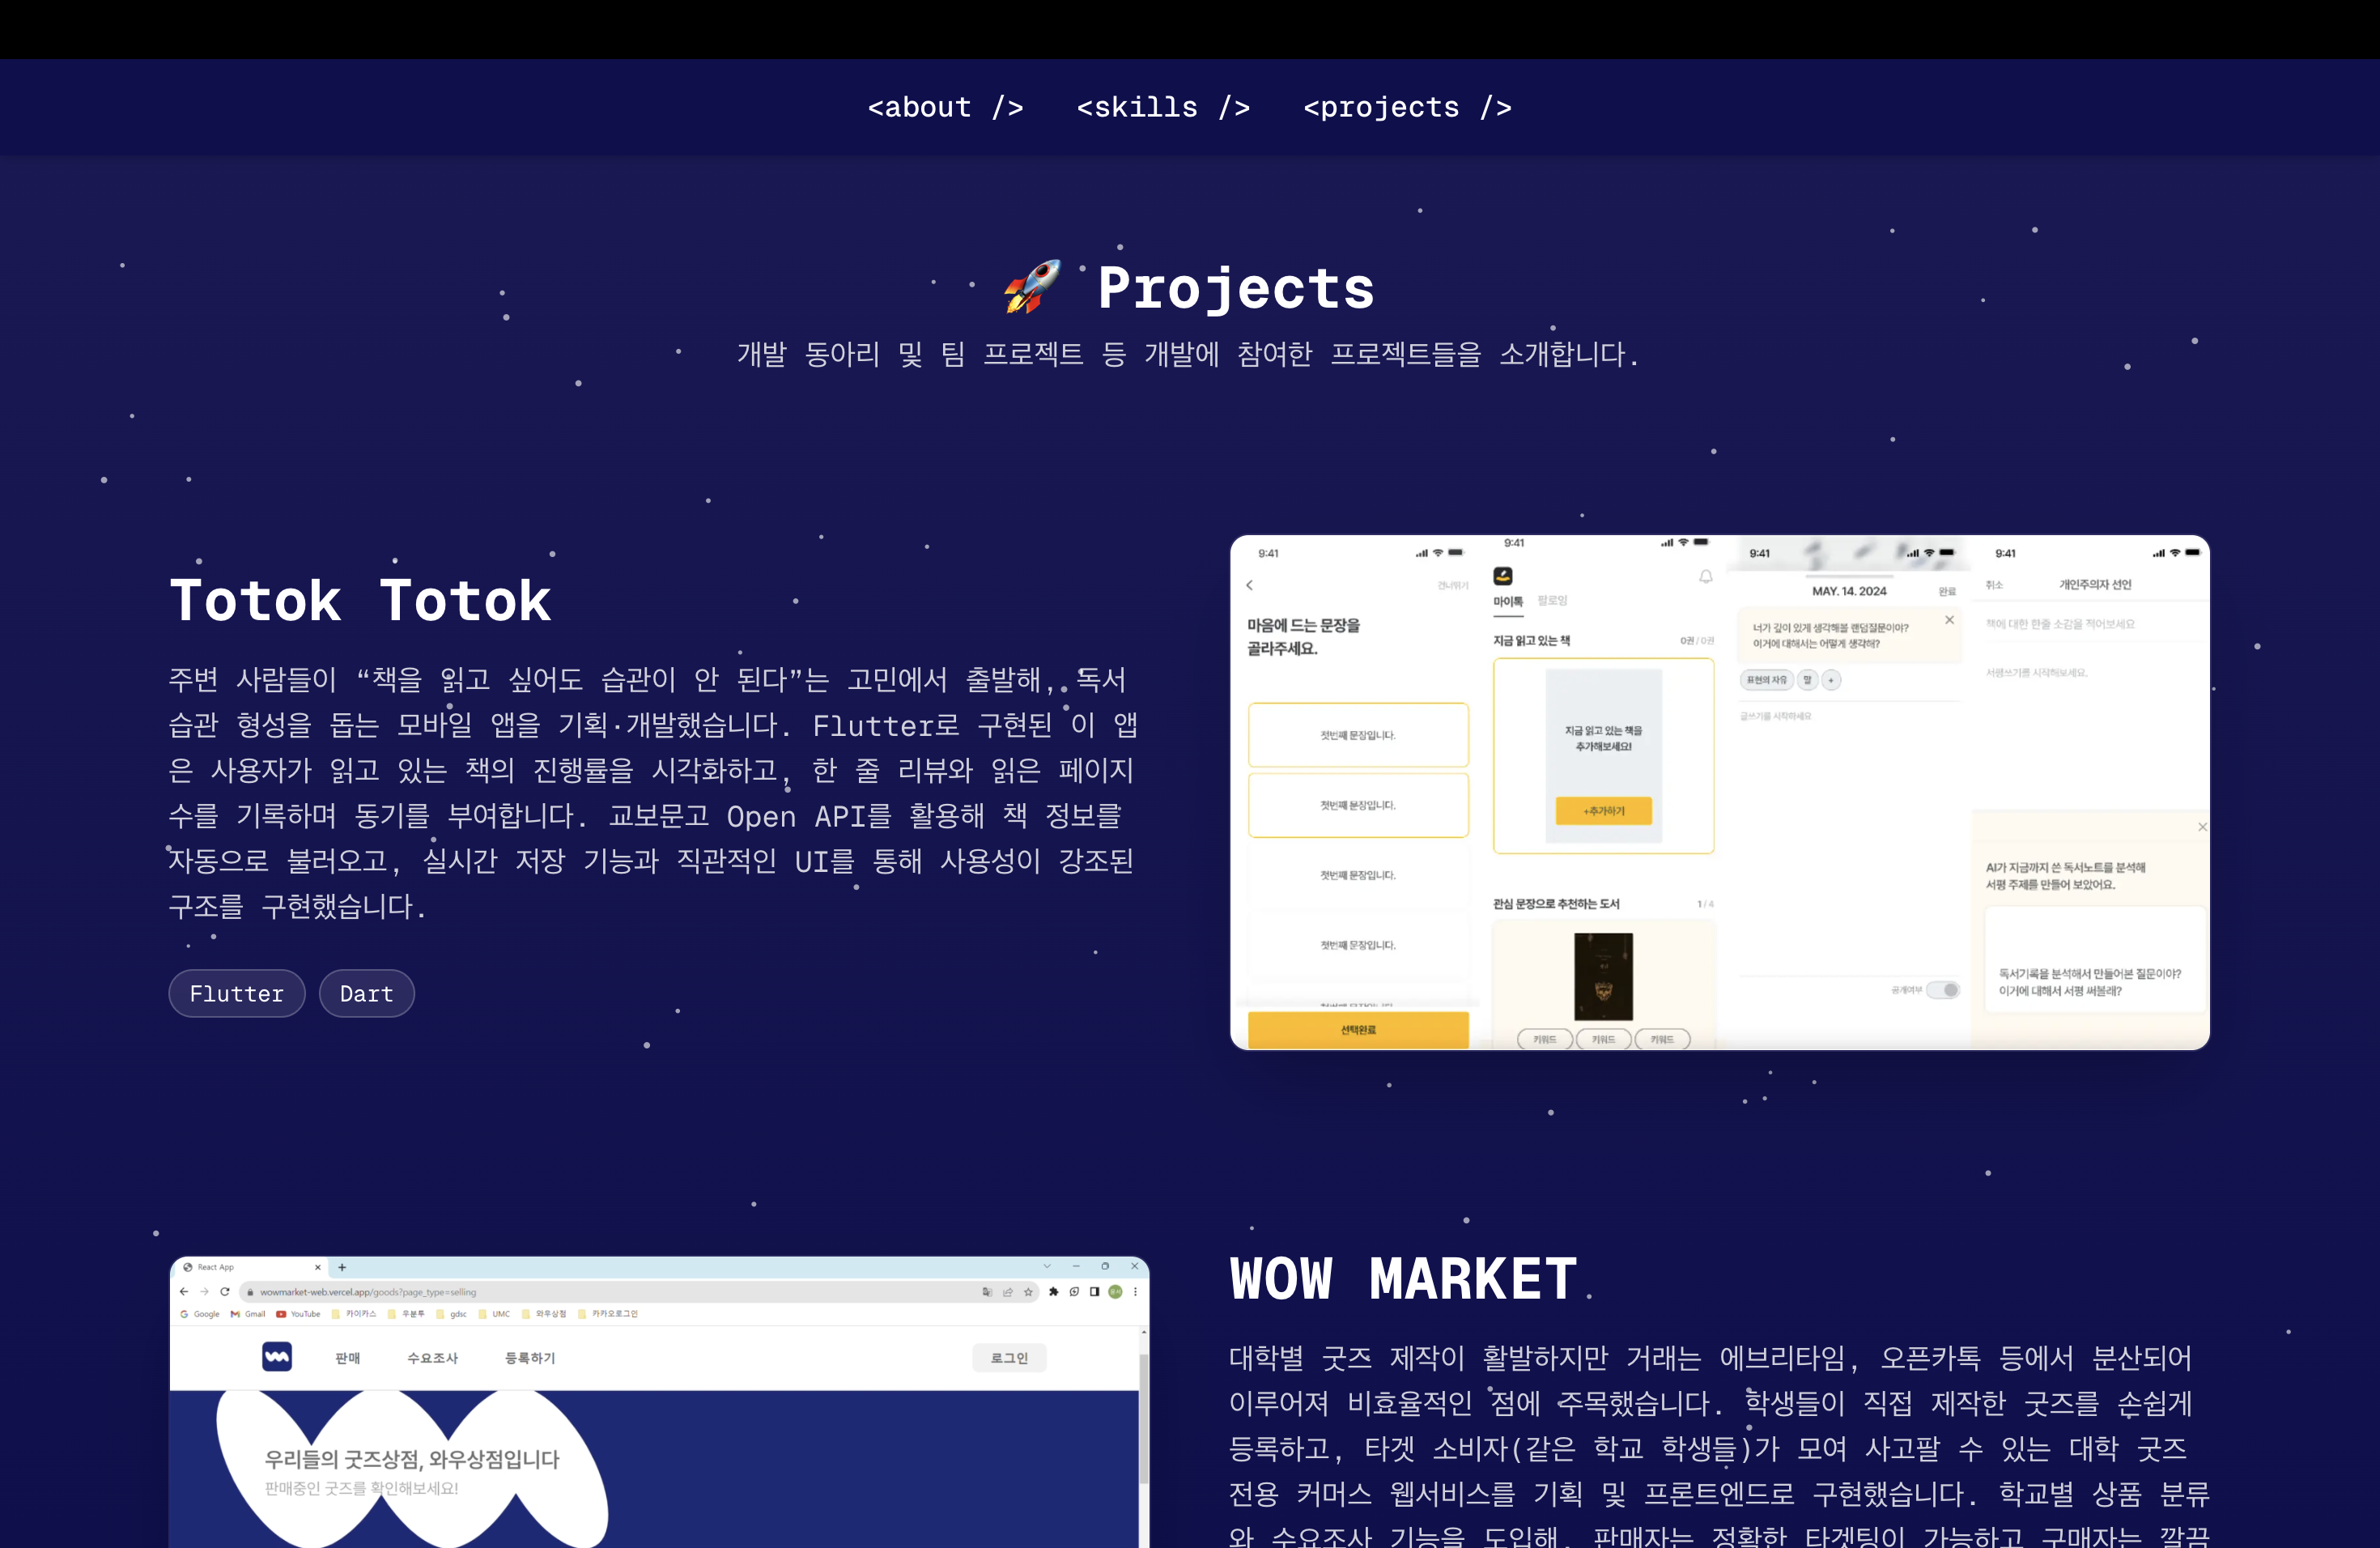 <about />
<skills />
<projects />
🚀 Projects
개발 동아리 및 팀 프로젝트 등 개발에 참여한 프로젝트들을 소개합니다.
Totok Totok
주변 사람들이 “책을 읽고 싶어도 습관이 안 된다”는 고민에서 출발해, 독서
습관 형성을 돕는 모바일 앱을 기획·개발했습니다. Flutter로 구현된 이 앱
은 사용자가 읽고 있는 책의 진행률을 시각화하고, 한 줄 리뷰와 읽은 페이지
수를 기록하며 동기를 부여합니다. 교보문고 Open API를 활용해 책 정보를
자동으로 불러오고, 실시간 저장 기능과 직관적인 UI를 통해 사용성이 강조된
구조를 구현했습니다.
Flutter
Dart
9:41
건너뛰기
마음에 드는 문장을
골라주세요.
첫번째 문장입니다.
첫번째 문장입니다.
첫번째 문장입니다.
첫번째 문장입니다.
선택완료
9:41
마이톡 팔로잉
지금 읽고 있는 책 0권 / 0권
지금 읽고 있는 책을
추가해보세요!
+추가하기
관심 문장으로 추천하는 도서 1 / 4
키워드 키워드 키워드
9:41
MAY. 14. 2024 완료
너가 깊이 있게 생각해볼 랜덤질문이야?
이거에 대해서는 어떻게 생각해?
표현의 자유 말 +
글쓰기를 시작하세요
공개여부
9:41
취소 개인주의자 선언
책에 대한 한줄 소감을 적어보세요
서평쓰기를 시작해보세요.
AI가 지금까지 쓴 독서노트를 분석해
서평 주제를 만들어 보았어요.
독서기록을 분석해서 만들어본 질문이야?
이거에 대해서 서평 써볼래?
React App
wowmarket-web.vercel.app/goods?page_type=selling
Google Gmail YouTube 카이카스 우분투 gdsc UMC 와우상점 카카오로그인
판매 수요조사 등록하기 로그인
우리들의 굿즈상점, 와우상점입니다
판매중인 굿즈를 확인해보세요!
WOW MARKET
대학별 굿즈 제작이 활발하지만 거래는 에브리타임, 오픈카톡 등에서 분산되어
이루어져 비효율적인 점에 주목했습니다. 학생들이 직접 제작한 굿즈를 손쉽게
등록하고, 타겟 소비자(같은 학교 학생들)가 모여 사고팔 수 있는 대학 굿즈
전용 커머스 웹서비스를 기획 및 프론트엔드로 구현했습니다. 학교별 상품 분류
와 수요조사 기능을 도입해, 판매자는 정확한 타겟팅이 가능하고 구매자는 깔끔